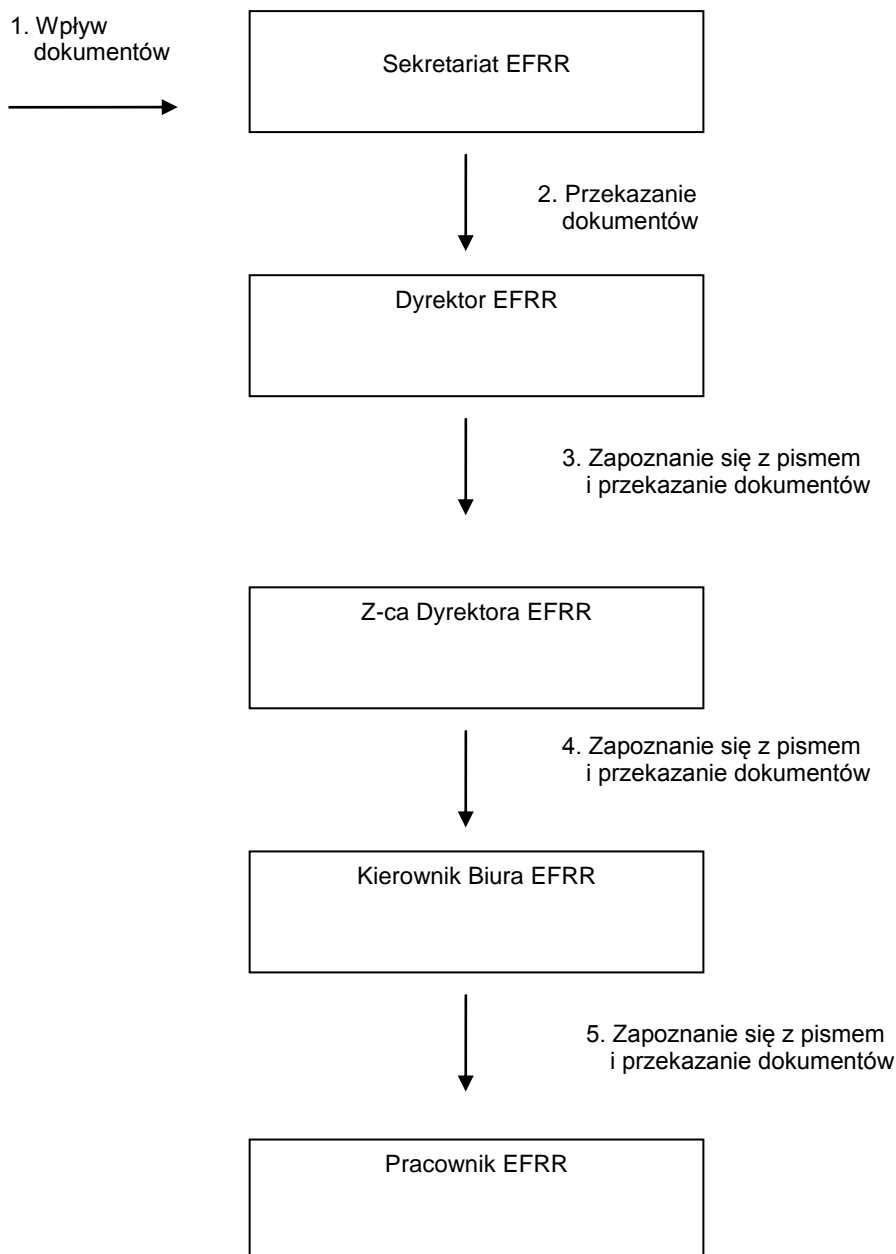 1. Wpływ
dokumentów
Sekretariat EFRR
2. Przekazanie
dokumentów
Dyrektor EFRR
3. Zapoznanie się z pismem
i przekazanie dokumentów
Z-ca Dyrektora EFRR
4. Zapoznanie się z pismem
i przekazanie dokumentów
Kierownik Biura EFRR
5. Zapoznanie się z pismem
i przekazanie dokumentów
Pracownik EFRR